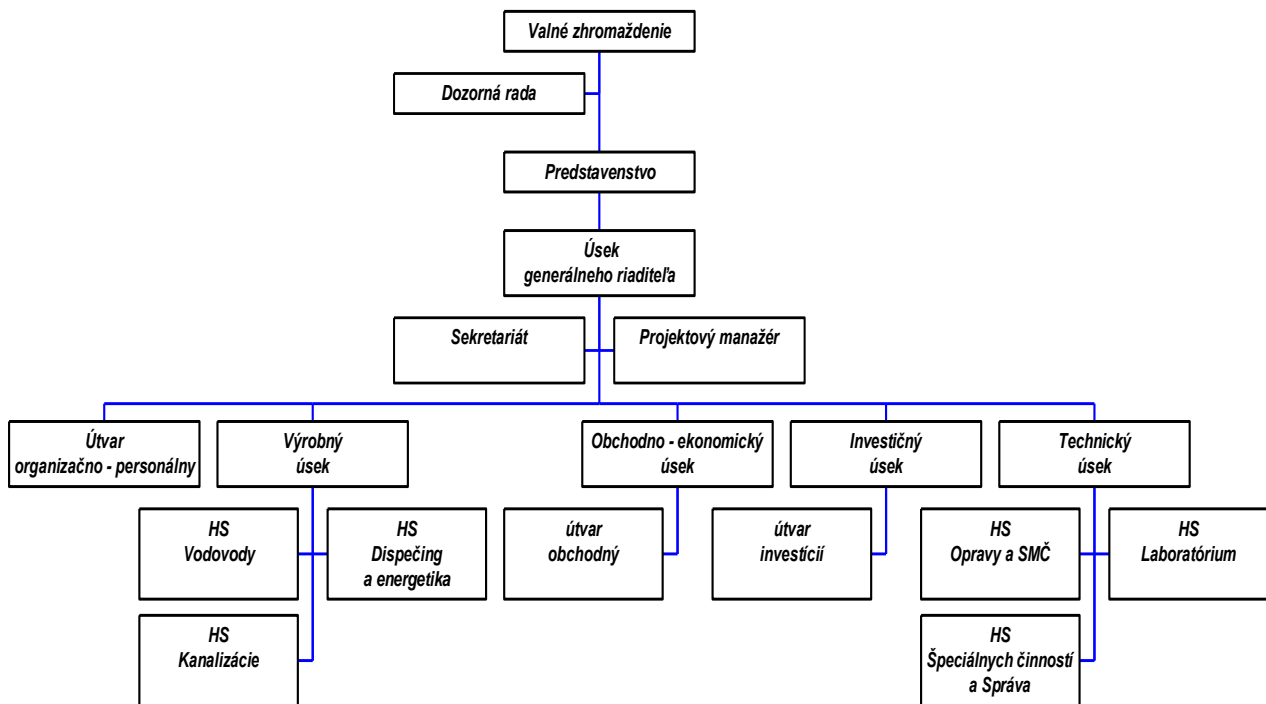 Valné zhromaždenie
Dozorná rada
Predstavenstvo
Úsek
generálneho riaditeľa
Sekretariát
Projektový manažér
Útvar
organizačno - personálny
Výrobný
úsek
Obchodno - ekonomický
úsek
Investičný
úsek
Technický
úsek
HS
Vodovody
HS
Dispečing
a energetika
útvar
obchodný
útvar
investícií
HS
Opravy a SMČ
HS
Laboratórium
HS
Kanalizácie
HS
Špeciálnych činností
a Správa